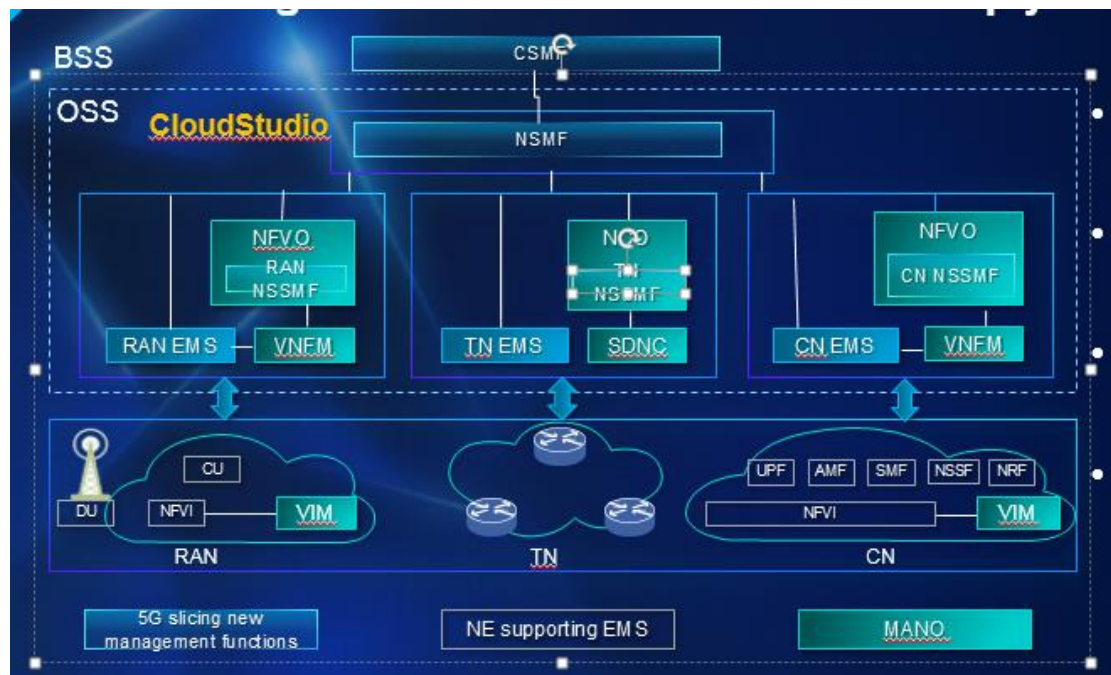 BSS
CSMF
OSS
CloudStudio
NSMF
NFVO
RAN
NSSMF
RAN EMS
VNFM
TN
NSSMF
TN EMS
SDNC
NFVO
CN NSSMF
CN EMS
VNFM
CU
DU
NFVI
VIM
RAN
TN
UPF
AMF
SMF
NSSF
NRF
NFVI
VIM
CN
5G slicing new
management functions
NE supporting EMS
MANO